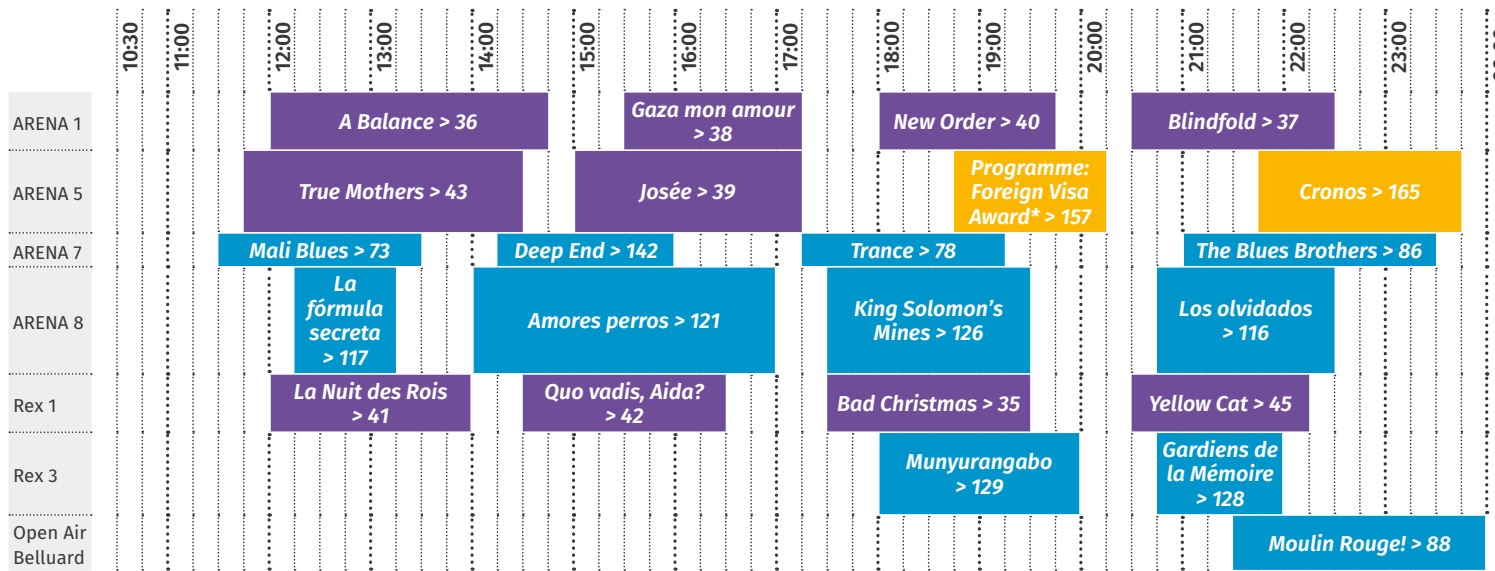 10:30
11:00
12:00
13:00
14:00
15:00
16:00
17:00
18:00
19:00
20:00
21:00
22:00
23:00
ARENA 1
A Balance > 36
Gaza mon amour
> 38
New Order > 40
Blindfold > 37
ARENA 5
True Mothers > 43
Josée > 39
Programme:
Foreign Visa
Award* > 157
Cronos > 165
ARENA 7
Mali Blues > 73
Deep End > 142
Trance > 78
The Blues Brothers > 86
ARENA 8
La
fórmula
secreta
> 117
Amores perros > 121
King Solomon’s
Mines > 126
Los olvidados
> 116
Rex 1
La Nuit des Rois
> 41
Quo vadis, Aida?
> 42
Bad Christmas > 35
Yellow Cat > 45
Rex 3
Munyurangabo
> 129
Gardiens de
la Mémoire
> 128
Open Air
Belluard
Moulin Rouge! > 88